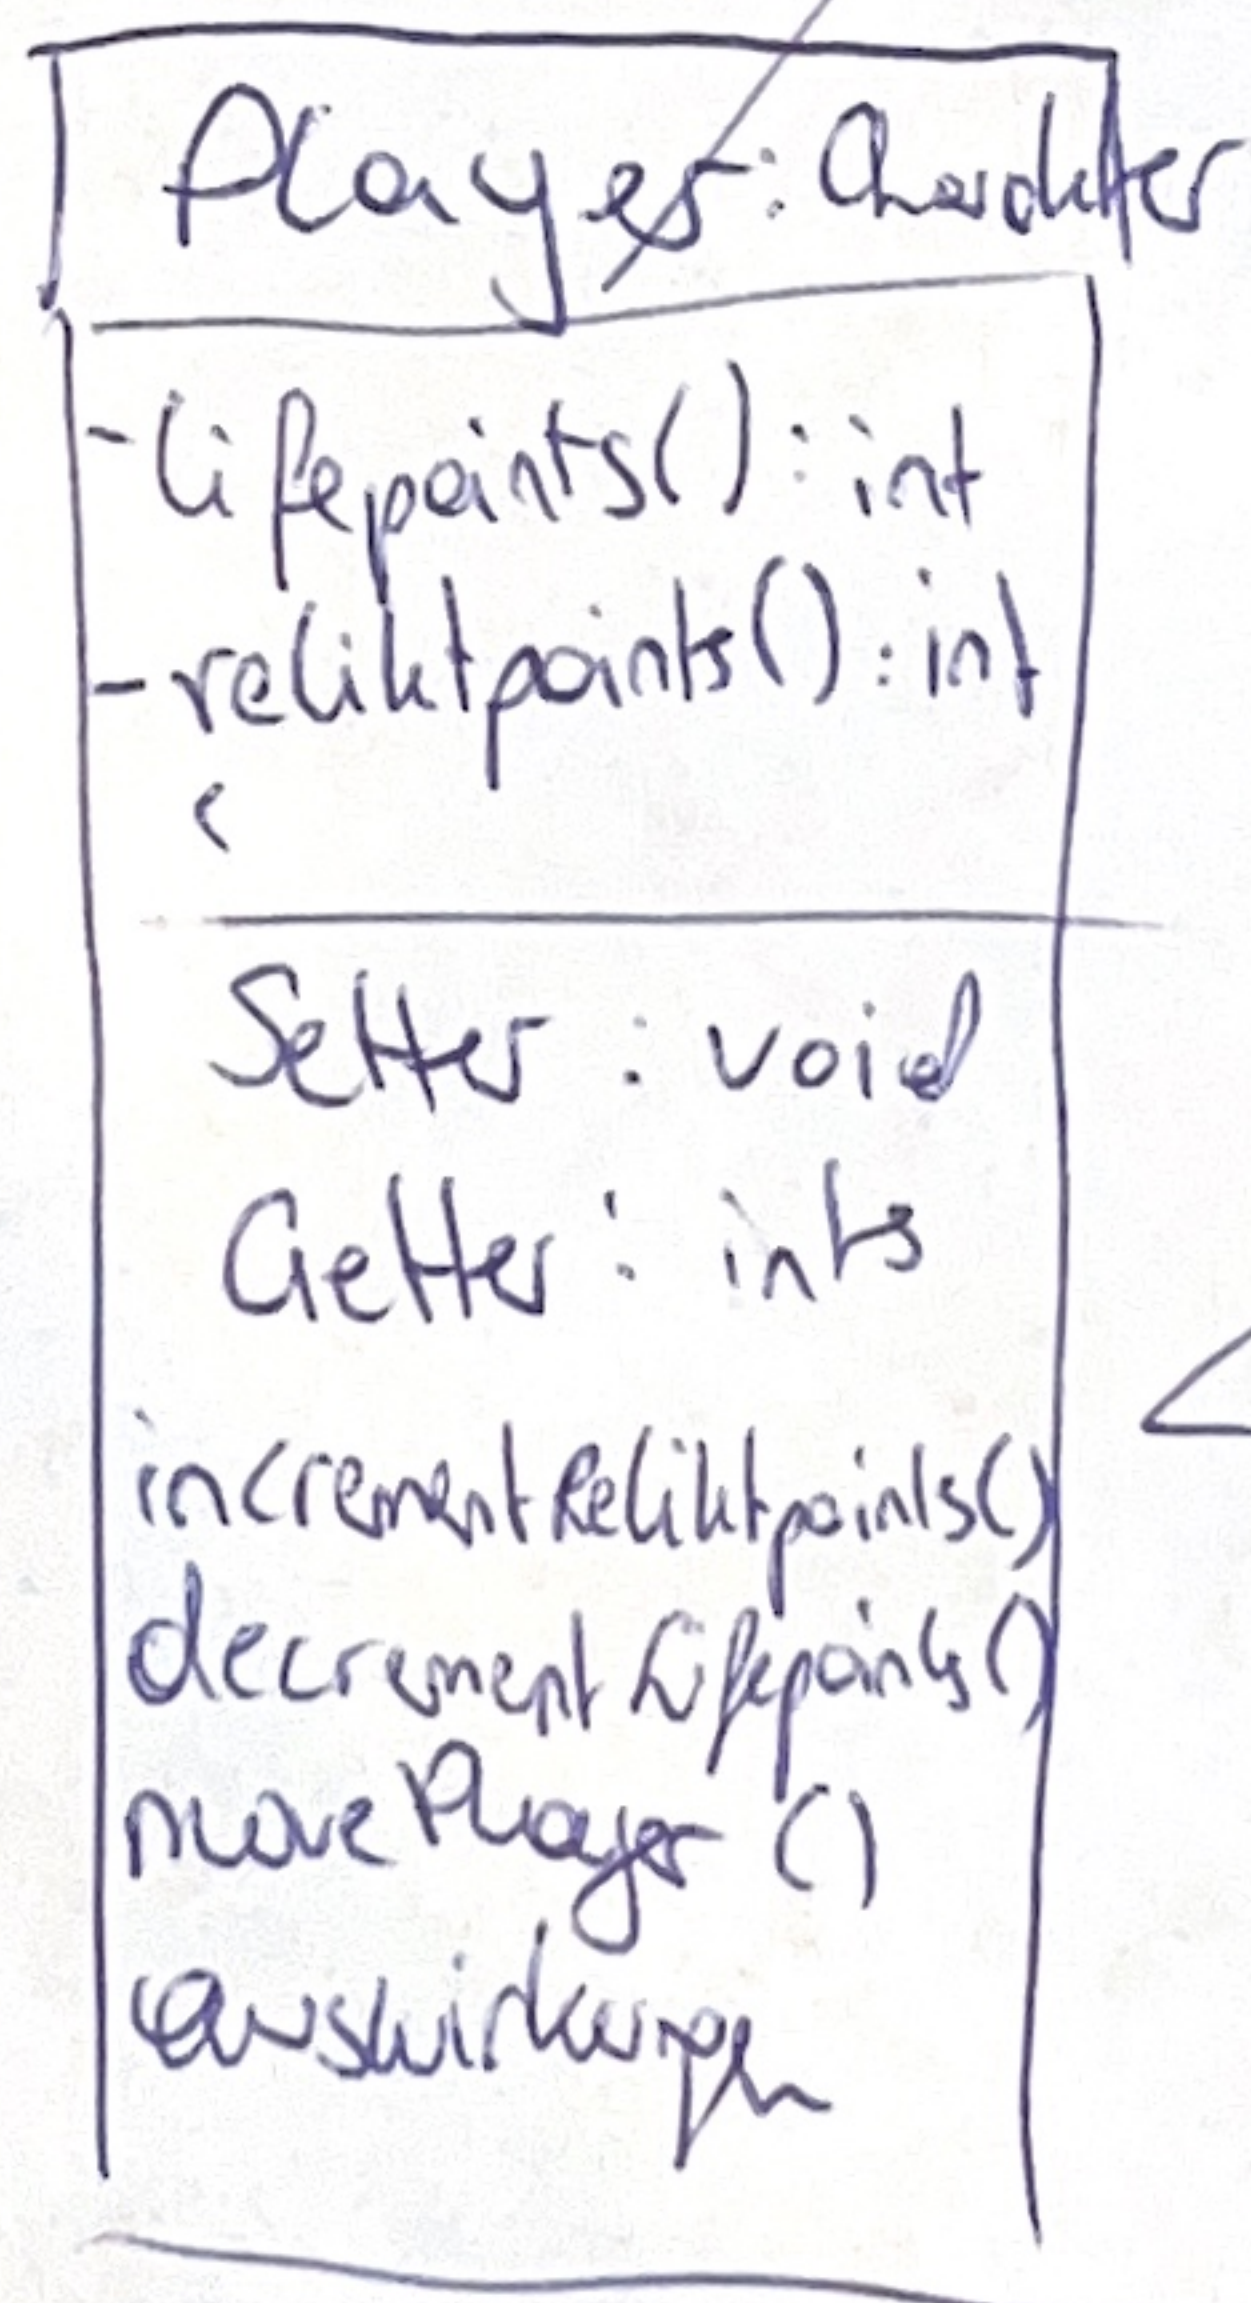 Player : Charakter
- lifepoints() : int
- reliktpoints() : int
Setter : void
Getter : ints
incrementReliktpoints()
decrementLifepoints()
movePlayer ()
auswirkungen